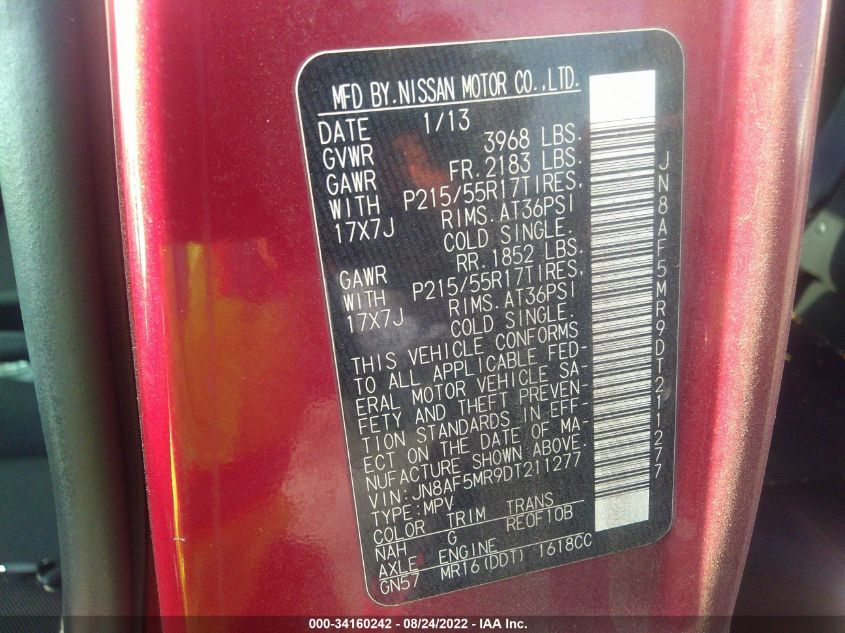 MFD BY.NISSAN MOTOR CO.,LTD.
DATE 1/13
GVWR 3968 LBS.
GAWR FR.2183 LBS.
WITH P215/55R17TIRES,
17X7J RIMS.AT36PSI
COLD SINGLE.
GAWR RR.1852 LBS.
WITH P215/55R17TIRES,
17X7J RIMS.AT36PSI
COLD SINGLE.
THIS VEHICLE CONFORMS
TO ALL APPLICABLE FED-
ERAL MOTOR VEHICLE SA-
FETY AND THEFT PREVEN-
TION STANDARDS IN EFF-
ECT ON THE DATE OF MA-
NUFACTURE SHOWN ABOVE.
VIN:JN8AF5MR9DT211277
TYPE:MPV
COLOR TRIM TRANS
NAH G REOF10B
AXLE ENGINE
GN57 MR16(DDT) 1618CC
JN8AF5MR9DT211277
000-34160242 - 08/24/2022 - IAA Inc.